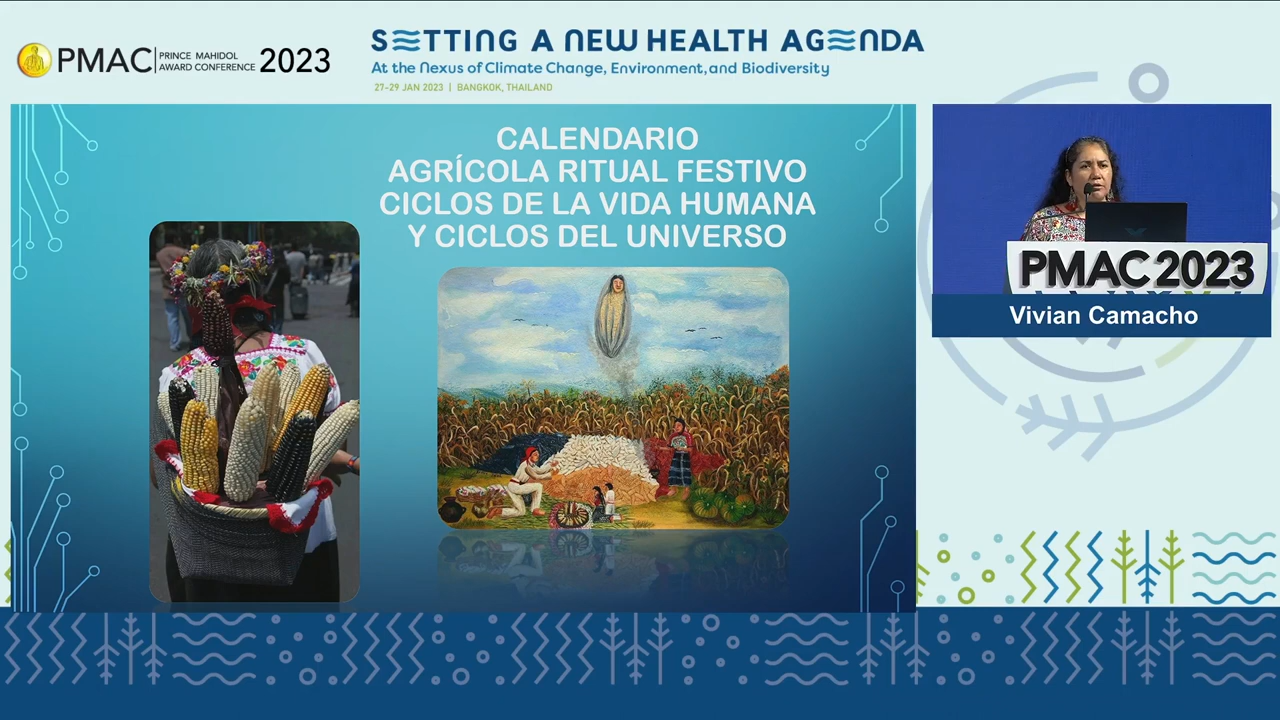 PMAC PRINCE MAHIDOL AWARD CONFERENCE 2023
SETTING A NEW HEALTH AGENDA
At the Nexus of Climate Change, Environment, and Biodiversity
27-29 JAN 2023 | BANGKOK, THAILAND
CALENDARIO
AGRÍCOLA RITUAL FESTIVO
CICLOS DE LA VIDA HUMANA
Y CICLOS DEL UNIVERSO
PMAC 2023
Vivian Camacho